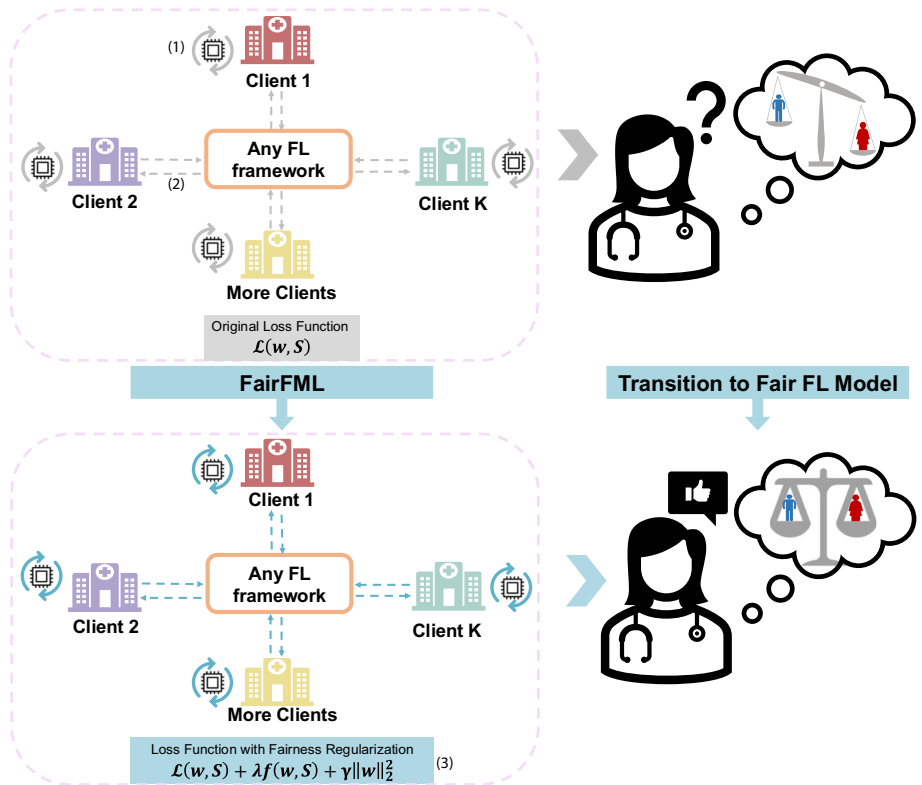 (1)
Client 1
Any FL
framework
Client 2
(2)
Client K
More Clients
Original Loss Function
𝓛(w, S)
FairFML
Transition to Fair FL Model
Client 1
Any FL
framework
Client 2
Client K
More Clients
Loss Function with Fairness Regularization
𝓛(w, S) + λf(w, S) + γ‖w‖₂²
(3)
?